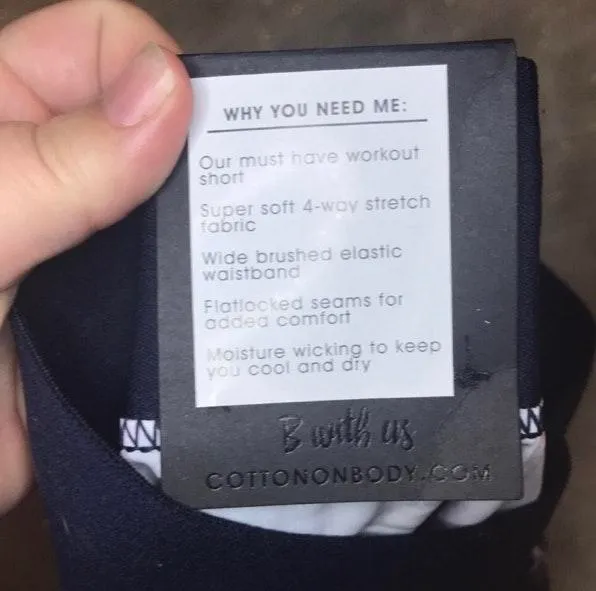 WHY YOU NEED ME:
Our must have workout
short
Super soft 4-way stretch
fabric
Wide brushed elastic
waistband
Flatlocked seams for
added comfort
Moisture wicking to keep
you cool and dry
B with us
COTTONONBODY.COM